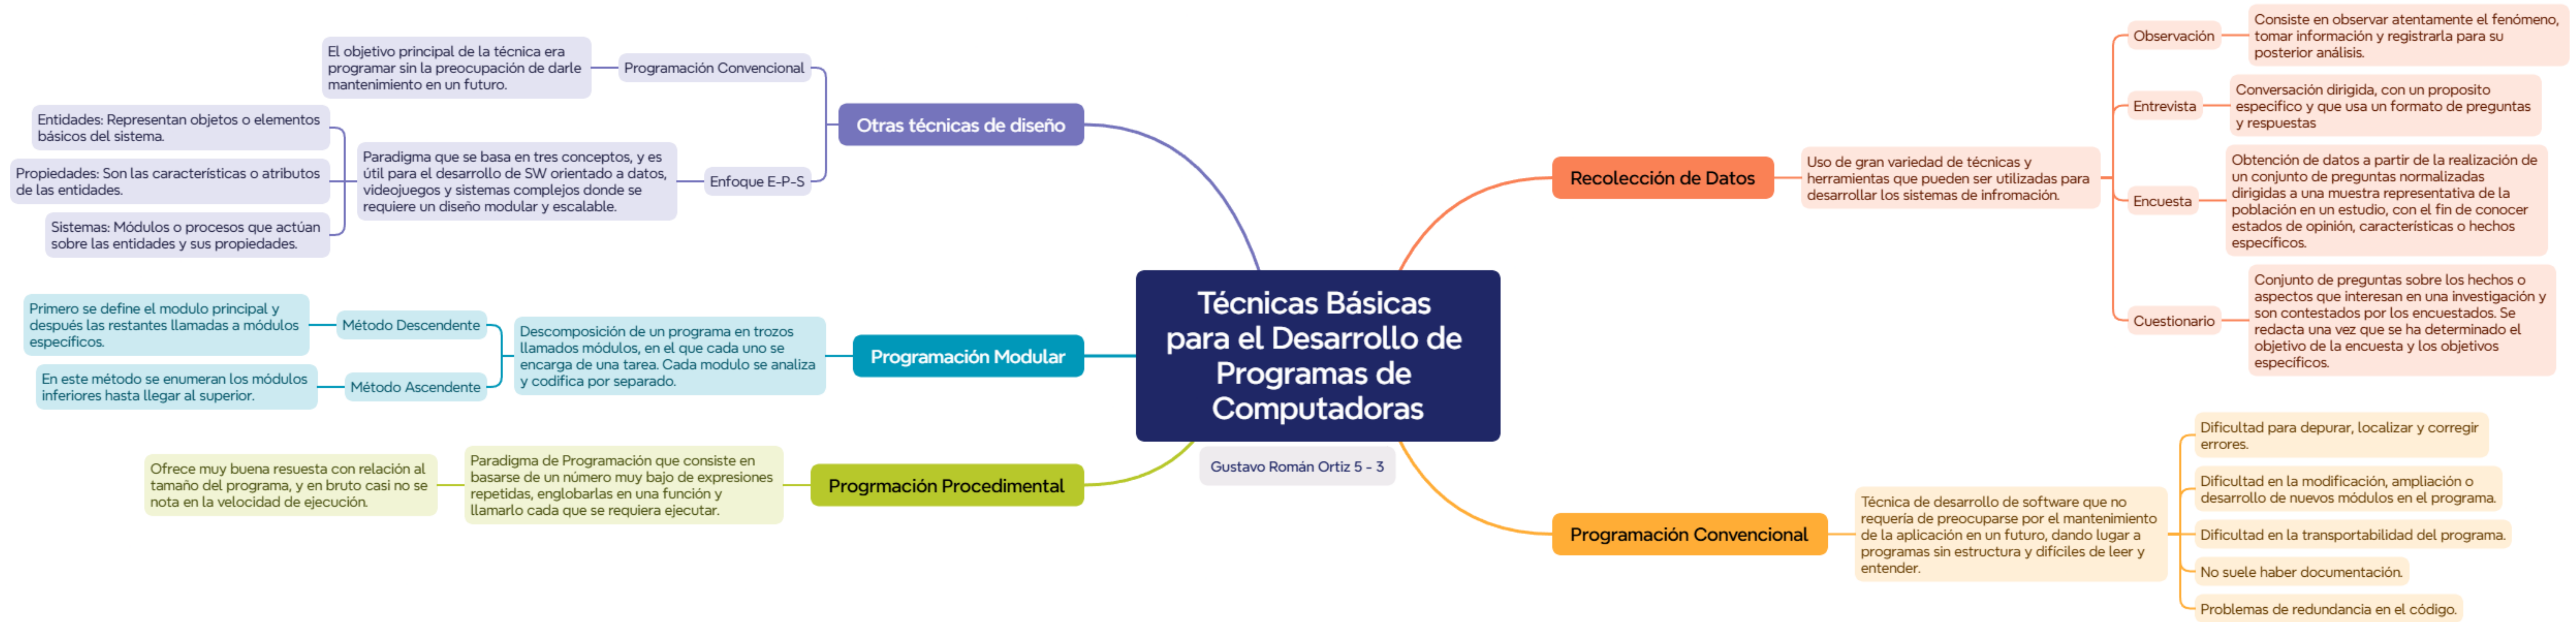 Técnicas Básicas
para el Desarrollo de
Programas de
Computadoras
Gustavo Román Ortiz 5 - 3
Recolección de Datos
Uso de gran variedad de técnicas y
herramientas que pueden ser utilizadas para
desarrollar los sistemas de infromación.
Observación
Consiste en observar atentamente el fenómeno,
tomar información y registrarla para su
posterior análisis.
Entrevista
Conversación dirigida, con un proposito
especifico y que usa un formato de preguntas
y respuestas
Encuesta
Obtención de datos a partir de la realización de
un conjunto de preguntas normalizadas
dirigidas a una muestra representativa de la
población en un estudio, con el fin de conocer
estados de opinión, características o hechos
específicos.
Cuestionario
Conjunto de preguntas sobre los hechos o
aspectos que interesan en una investigación y
son contestados por los encuestados. Se
redacta una vez que se ha determinado el
objetivo de la encuesta y los objetivos
específicos.
Programación Convencional
Técnica de desarrollo de software que no
requería de preocuparse por el mantenimiento
de la aplicación en un futuro, dando lugar a
programas sin estructura y difíciles de leer y
entender.
Dificultad para depurar, localizar y corregir
errores.
Dificultad en la modificación, ampliación o
desarrollo de nuevos módulos en el programa.
Dificultad en la transportabilidad del programa.
No suele haber documentación.
Problemas de redundancia en el código.
Otras técnicas de diseño
Programación Convencional
El objetivo principal de la técnica era
programar sin la preocupación de darle
mantenimiento en un futuro.
Enfoque E-P-S
Paradigma que se basa en tres conceptos, y es
útil para el desarrollo de SW orientado a datos,
videojuegos y sistemas complejos donde se
requiere un diseño modular y escalable.
Entidades: Representan objetos o elementos
básicos del sistema.
Propiedades: Son las características o atributos
de las entidades.
Sistemas: Módulos o procesos que actúan
sobre las entidades y sus propiedades.
Programación Modular
Descomposición de un programa en trozos
llamados módulos, en el que cada uno se
encarga de una tarea. Cada modulo se analiza
y codifica por separado.
Método Descendente
Primero se define el modulo principal y
después las restantes llamadas a módulos
específicos.
Método Ascendente
En este método se enumeran los módulos
inferiores hasta llegar al superior.
Progrmación Procedimental
Paradigma de Programación que consiste en
basarse de un número muy bajo de expresiones
repetidas, englobarlas en una función y
llamarlo cada que se requiera ejecutar.
Ofrece muy buena resuesta con relación al
tamaño del programa, y en bruto casi no se
nota en la velocidad de ejecución.